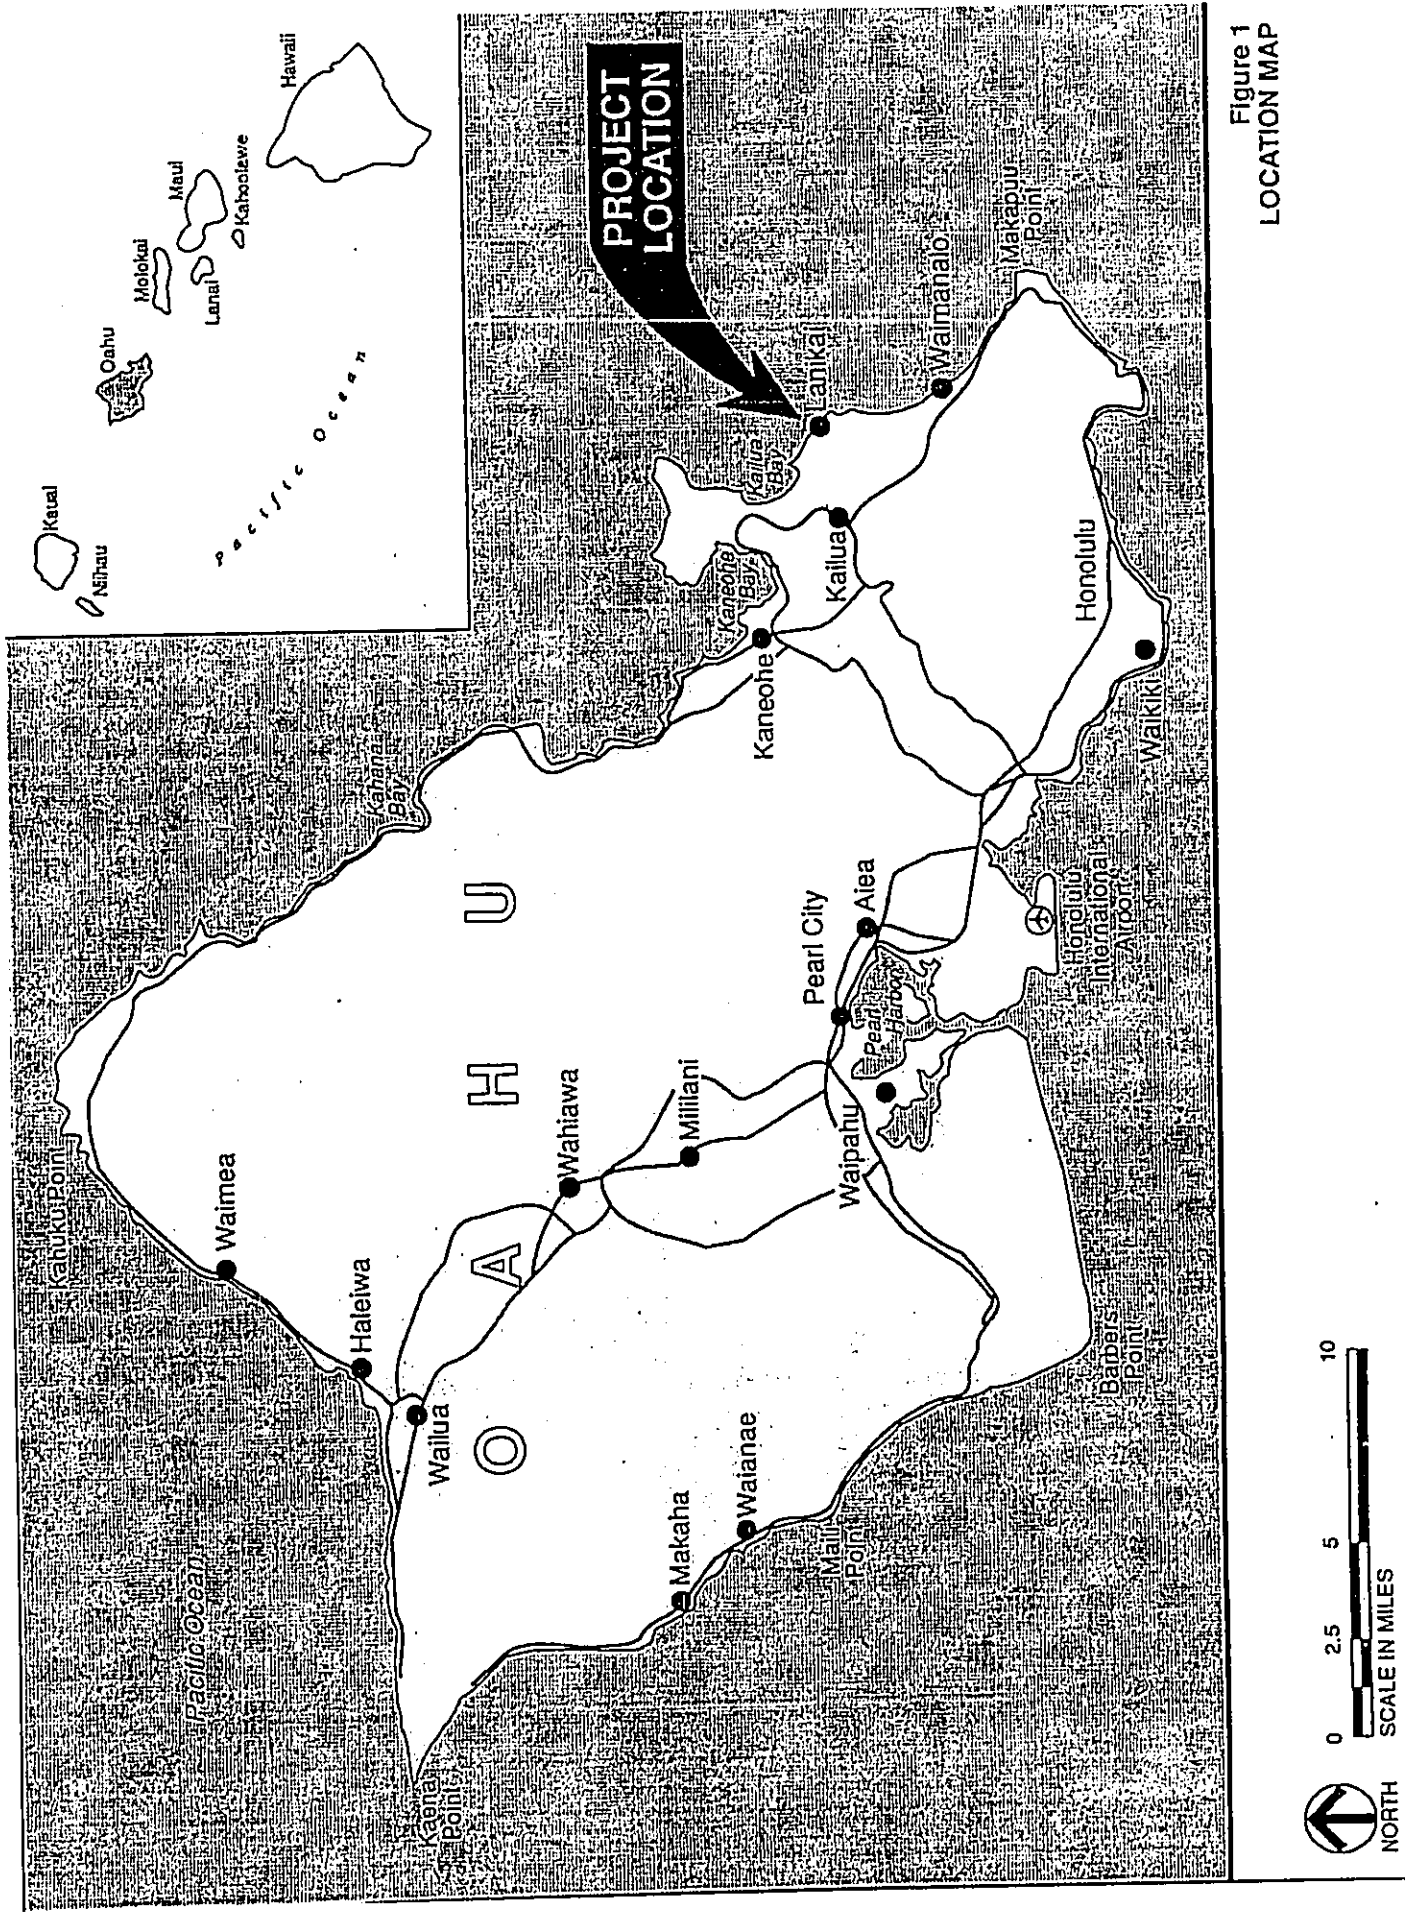 Kauai
Niihau
Oahu
Molokai
Lanai
Maui
Kahoolawe
Hawaii
Pacific Ocean
PROJECT
LOCATION
Pacific Ocean
Kahuku Point
Waimea
Haleiwa
Wailua
Kaena
Point
Kahana
Bay
O A H U
Wahiawa
Mililani
Makaha
Waianae
Maili
Point
Waipahu
Pearl City
Aiea
Pearl
Harbor
Barbers
Point
Honolulu
International
Airport
Kaneohe
Kaneohe
Bay
Kailua
Kailua
Bay
Lanikai
Waimanalo
Makapuu
Point
Honolulu
Waikiki
NORTH
0 2.5 5 10
SCALE IN MILES
Figure 1
LOCATION MAP